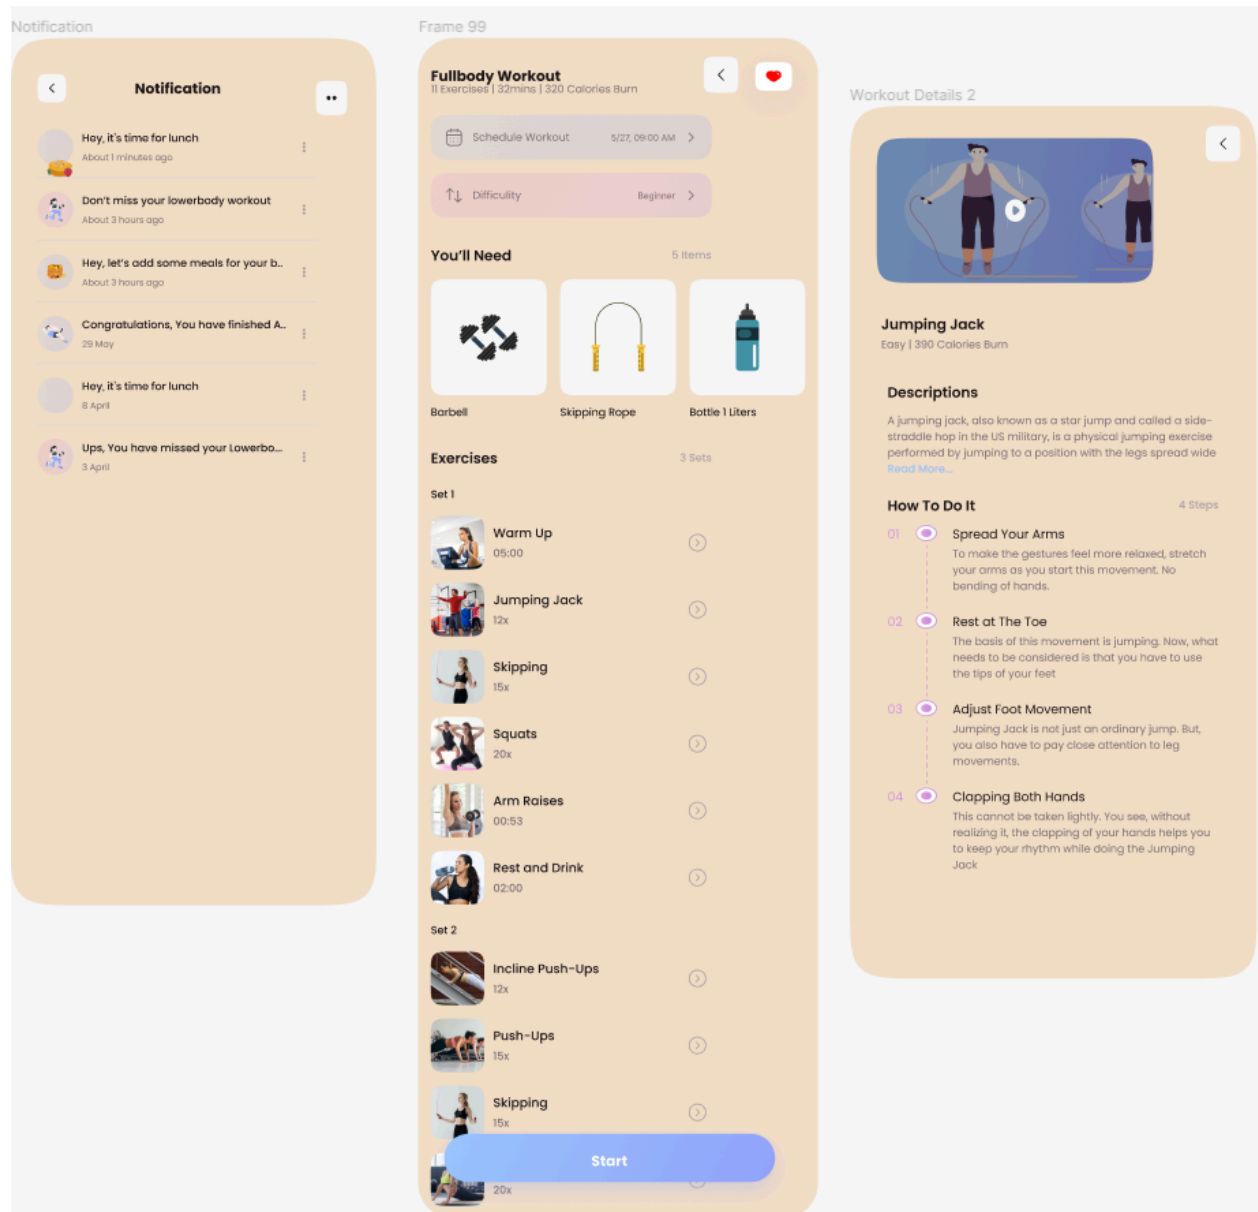 Notification
Notification
Hey, it's time for lunch
About 1 minutes ago
Don't miss your lowerbody workout
About 3 hours ago
Hey, let's add some meals for your b..
About 3 hours ago
Congratulations, You have finished A..
29 May
Hey, it's time for lunch
8 April
Ups, You have missed your Lowerbo...
3 April
Frame 99
Fullbody Workout
11 Exercises | 32mins | 320 Calories Burn
Schedule Workout 5/27, 09:00 AM
Difficulity Beginner
You'll Need 5 Items
Barbell Skipping Rope Bottle 1 Liters
Exercises 3 Sets
Set 1
Warm Up
05:00
Jumping Jack
12x
Skipping
15x
Squats
20x
Arm Raises
00:53
Rest and Drink
02:00
Set 2
Incline Push-Ups
12x
Push-Ups
15x
Skipping
15x
Start
20x
Workout Details 2
Jumping Jack
Easy | 390 Calories Burn
Descriptions
A jumping jack, also known as a star jump and called a side-
straddle hop in the US military, is a physical jumping exercise
performed by jumping to a position with the legs spread wide
Read More...
How To Do It 4 Steps
01 Spread Your Arms
To make the gestures feel more relaxed, stretch
your arms as you start this movement. No
bending of hands.
02 Rest at The Toe
The basis of this movement is jumping. Now, what
needs to be considered is that you have to use
the tips of your feet
03 Adjust Foot Movement
Jumping Jack is not just an ordinary jump. But,
you also have to pay close attention to leg
movements.
04 Clapping Both Hands
This cannot be taken lightly. You see, without
realizing it, the clapping of your hands helps you
to keep your rhythm while doing the Jumping
Jack